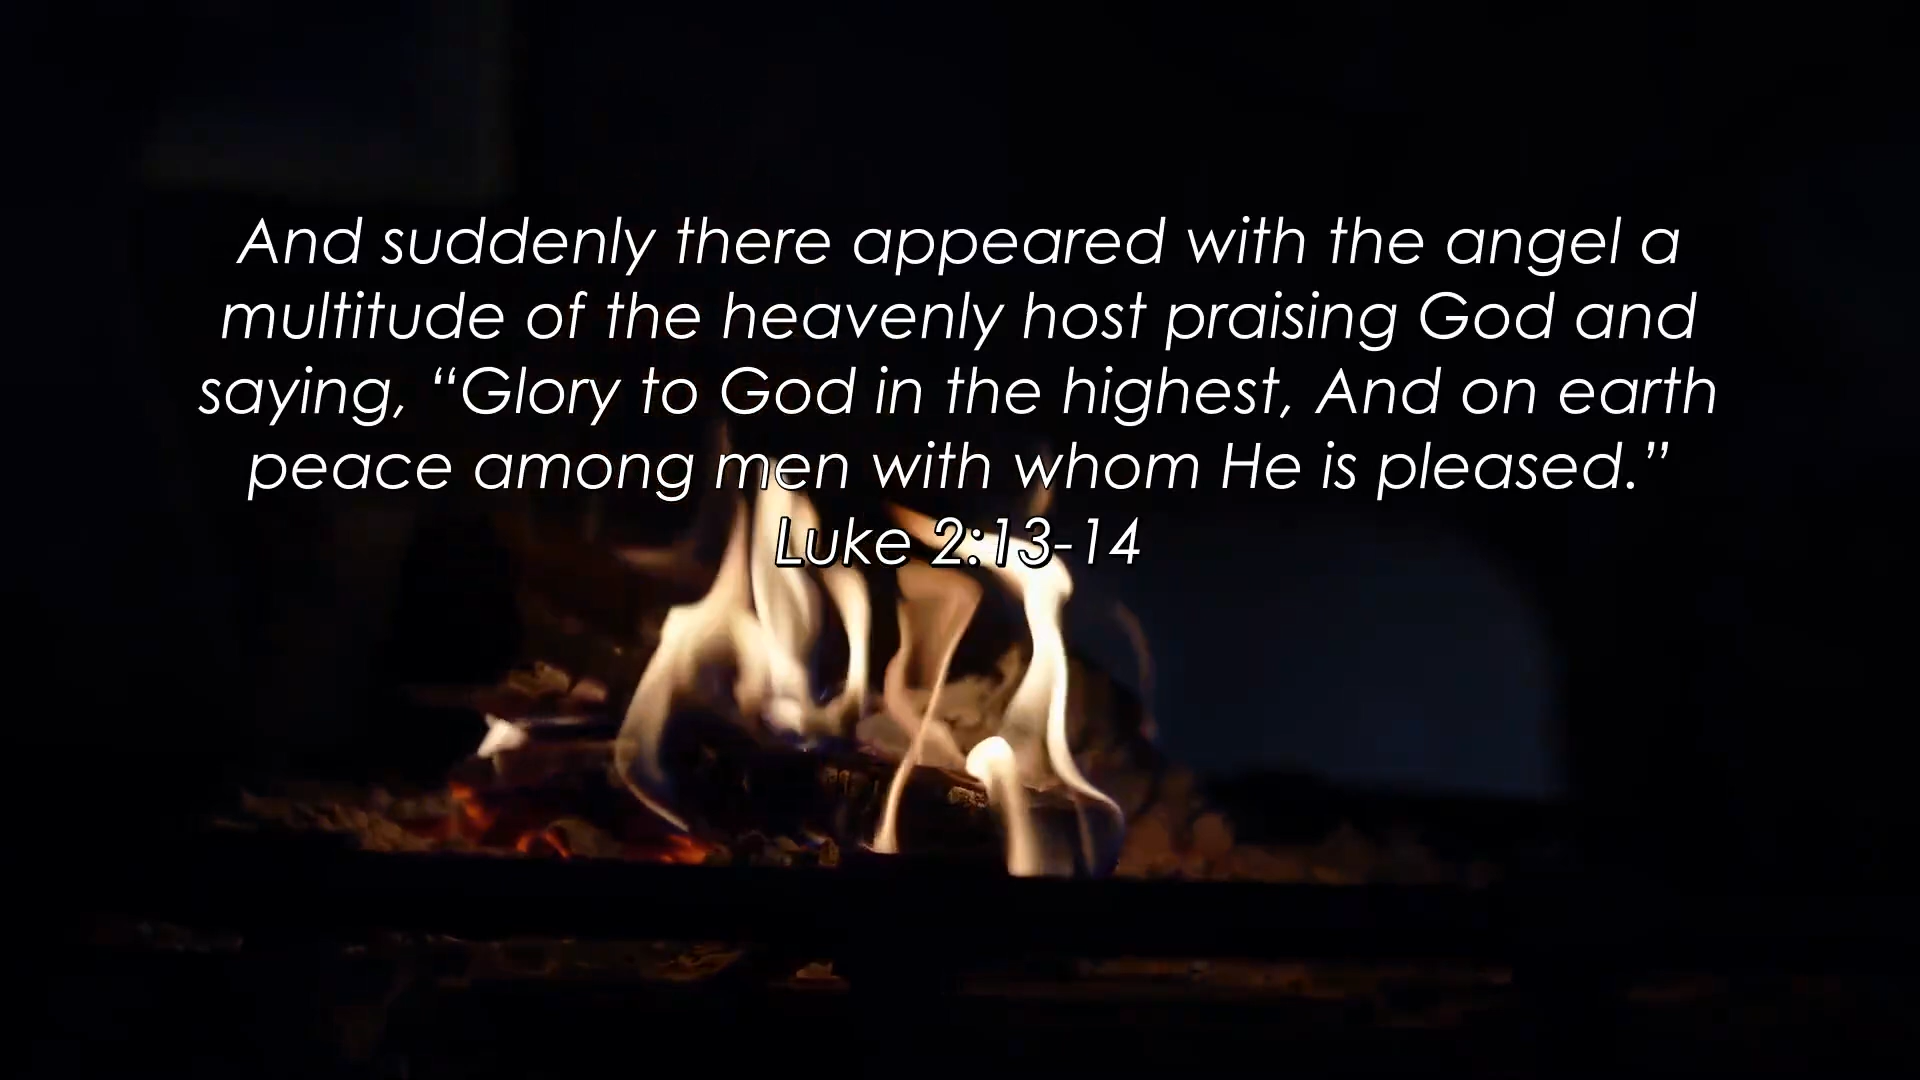 And suddenly there appeared with the angel a
multitude of the heavenly host praising God and
saying, “Glory to God in the highest, And on earth
peace among men with whom He is pleased.”
Luke 2:13-14